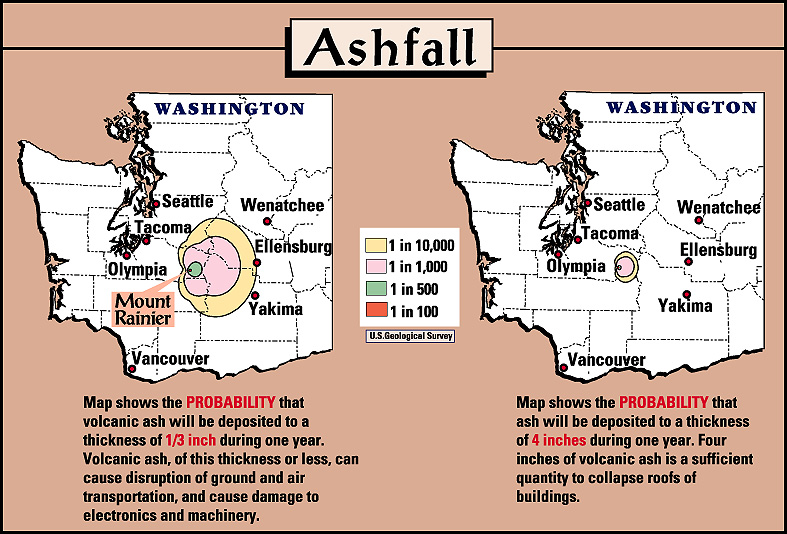 Ashfall
WASHINGTON
Seattle
Wenatchee
Tacoma
Ellensburg
Olympia
Mount
Rainier
Yakima
Vancouver
1 in 10,000
1 in 1,000
1 in 500
1 in 100
U.S.Geological Survey
WASHINGTON
Seattle
Wenatchee
Tacoma
Ellensburg
Olympia
Yakima
Vancouver
Map shows the PROBABILITY that
volcanic ash will be deposited to a
thickness of 1/3 inch during one year.
Volcanic ash, of this thickness or less, can
cause disruption of ground and air
transportation, and cause damage to
electronics and machinery.
Map shows the PROBABILITY that
ash will be deposited to a thickness
of 4 inches during one year. Four
inches of volcanic ash is a sufficient
quantity to collapse roofs of
buildings.